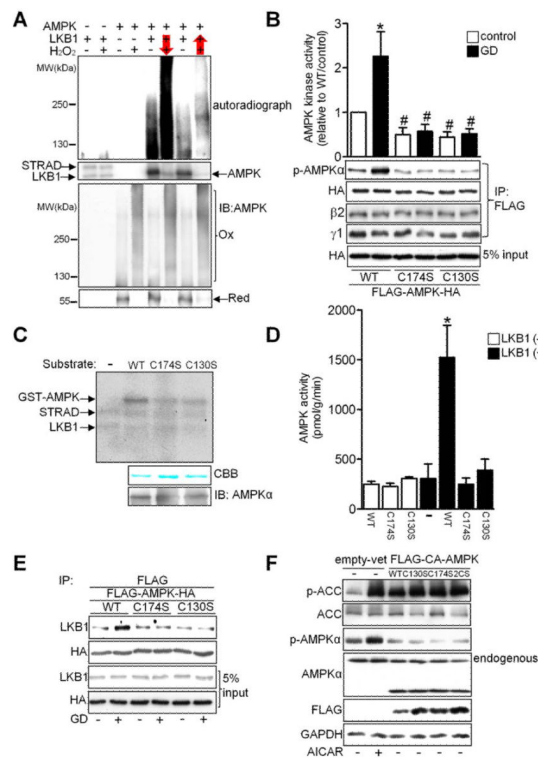 A
AMPK - - + + + + + +
LKB1 - - - - + + + +
H₂O₂
MW(kDa)
250
130
autoradiograph
STRAD
LKB1
AMPK
MW(kDa)
250
130
IB:AMPK
Ox
55
Red
B
AMPK kinase activity
(relative to WT/control)
3
2
1
0
control
GD
*
# # # #
p-AMPKα
HA
β2
γ1
HA
IP:
FLAG
5% input
WT C174S C130S
FLAG-AMPK-HA
C
Substrate: - WT C174S C130S
GST-AMPK
STRAD
LKB1
CBB
IB: AMPKα
D
AMPK activity
(pmol/g/min)
2000
1500
1000
500
0
*
LKB1 (-
LKB1 (-
WT C174S C130S - WT C174S C130S
E
IP: FLAG
FLAG-AMPK-HA
WT C174S C130S
LKB1
HA
LKB1
HA
5%
input
- + - + - +
GD
F
empty-vet FLAG-CA-AMPK
- - WT C130S C174S 2CS
p-ACC
ACC
p-AMPKα
AMPKα
endogenous
FLAG
GAPDH
- + - - - -
AICAR